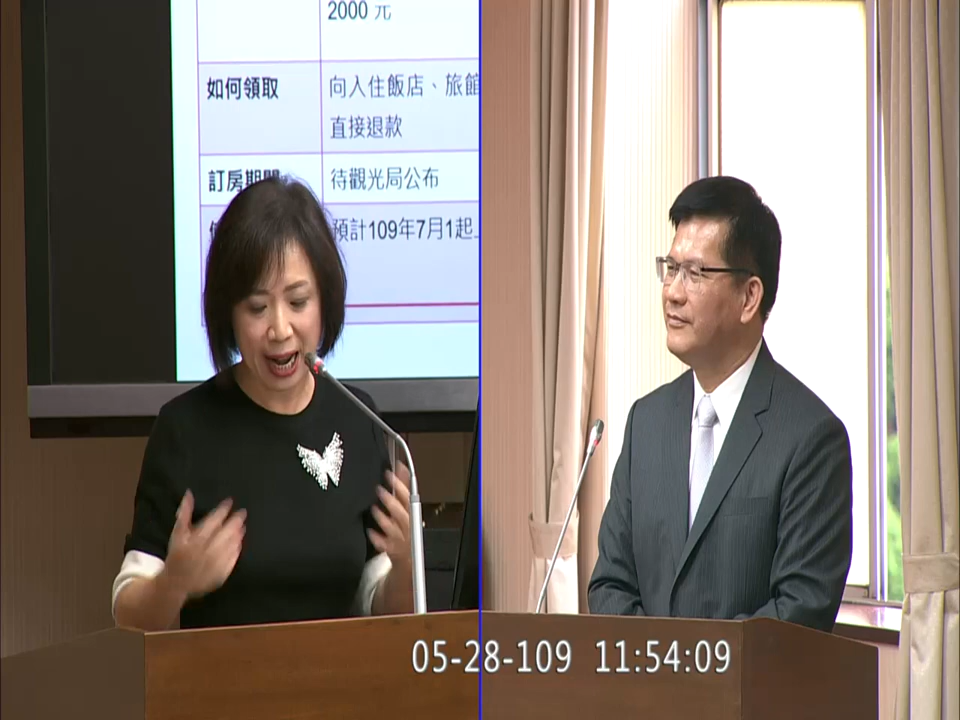 2000 元
如何領取
向入住飯店、旅館
直接退款
訂房期間
待觀光局公布
預計109年7月1起
05-28-109 11:54:09